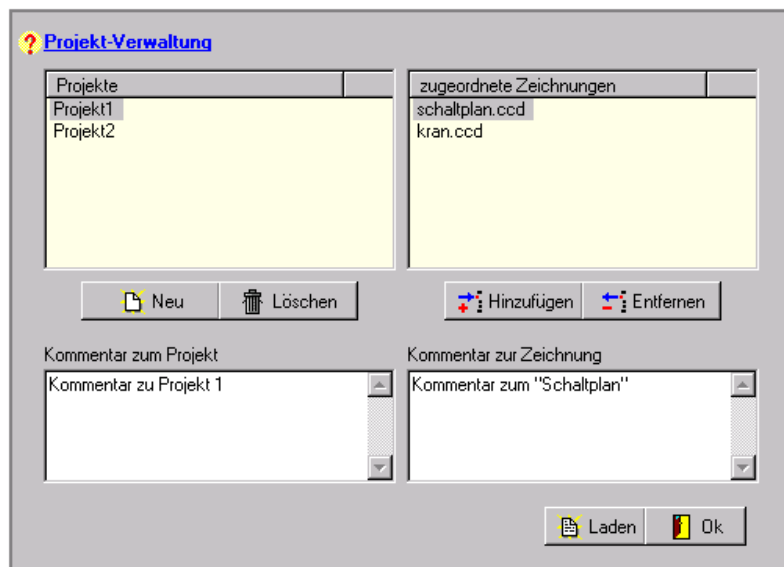 Projekt-Verwaltung
Projekte
Projekt1
Projekt2
zugeordnete Zeichnungen
schaltplan.ccd
kran.ccd
Neu
Löschen
Hinzufügen
Entfernen
Kommentar zum Projekt
Kommentar zu Projekt 1
Kommentar zur Zeichnung
Kommentar zum "Schaltplan"
Laden
Ok